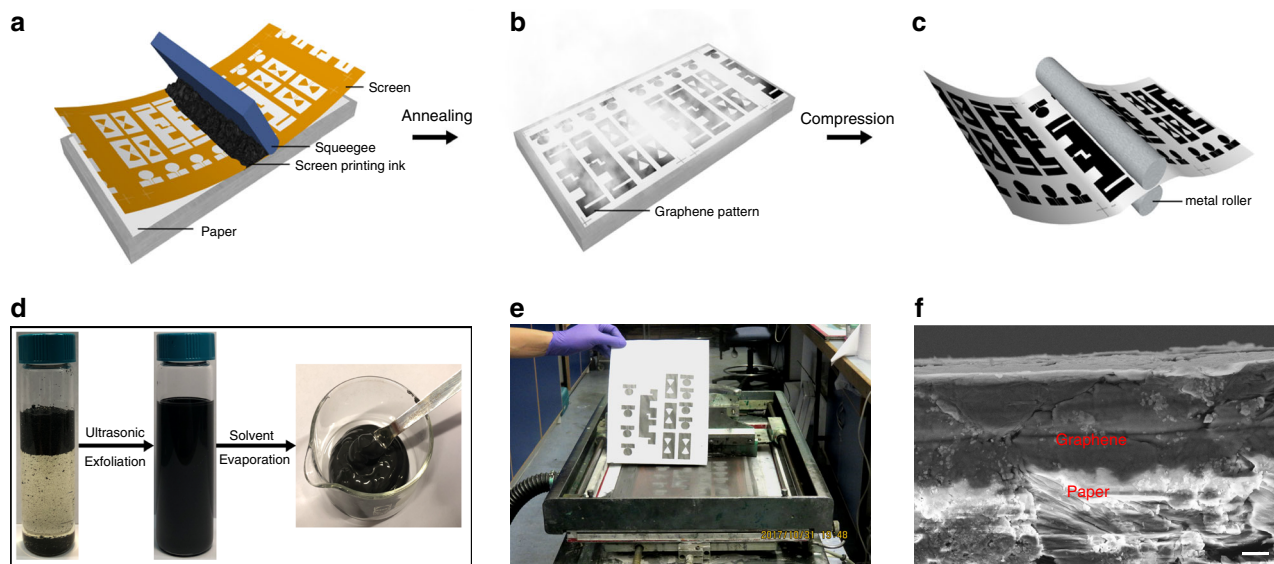 a
Screen
Squeegee
Screen printing ink
Paper
Annealing
b
Graphene pattern
Compression
c
metal roller
d
Ultrasonic
Exfoliation
Solvent
Evaporation
e
f
Graphene
Paper